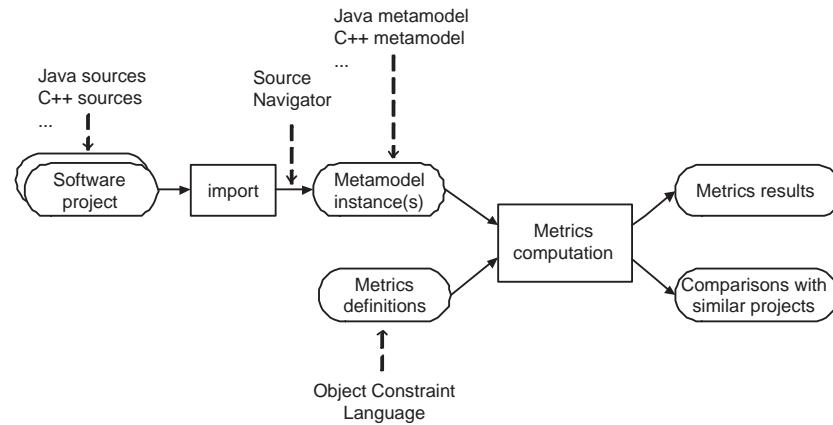 Java metamodel
C++ metamodel
...
Java sources
C++ sources
...
Source
Navigator
Software
project
import
Metamodel
instance(s)
Metrics
computation
Metrics results
Metrics
definitions
Comparisons with
similar projects
Object Constraint
Language